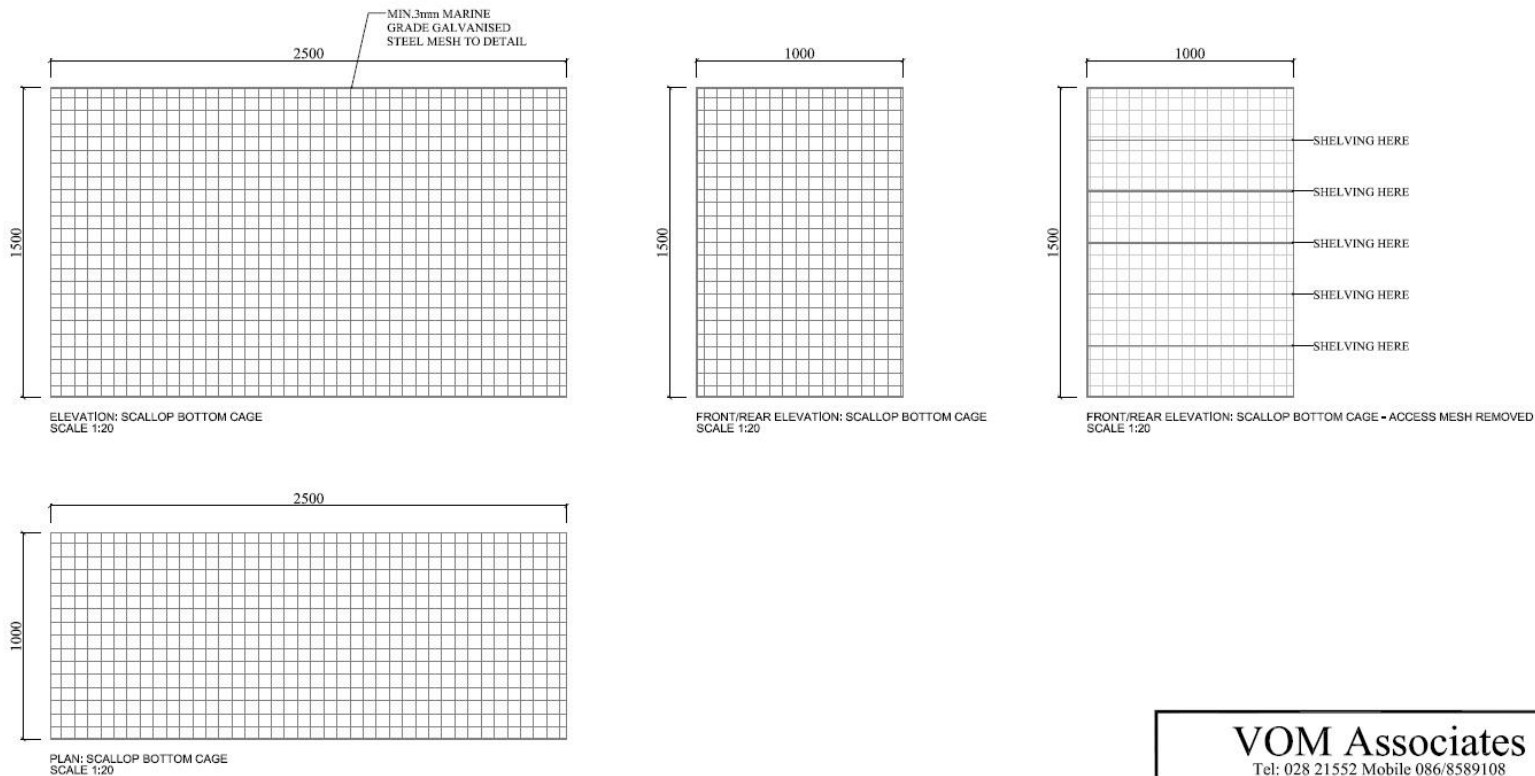 MIN.3mm MARINE
GRADE GALVANISED
STEEL MESH TO DETAIL
2500
1500
ELEVATION: SCALLOP BOTTOM CAGE
SCALE 1:20
1000
1500
FRONT/REAR ELEVATION: SCALLOP BOTTOM CAGE
SCALE 1:20
1000
1500
SHELVING HERE
SHELVING HERE
SHELVING HERE
SHELVING HERE
SHELVING HERE
FRONT/REAR ELEVATION: SCALLOP BOTTOM CAGE - ACCESS MESH REMOVED
SCALE 1:20
2500
1000
PLAN: SCALLOP BOTTOM CAGE
SCALE 1:20
VOM Associates
Tel: 028 21552 Mobile 086/8589108